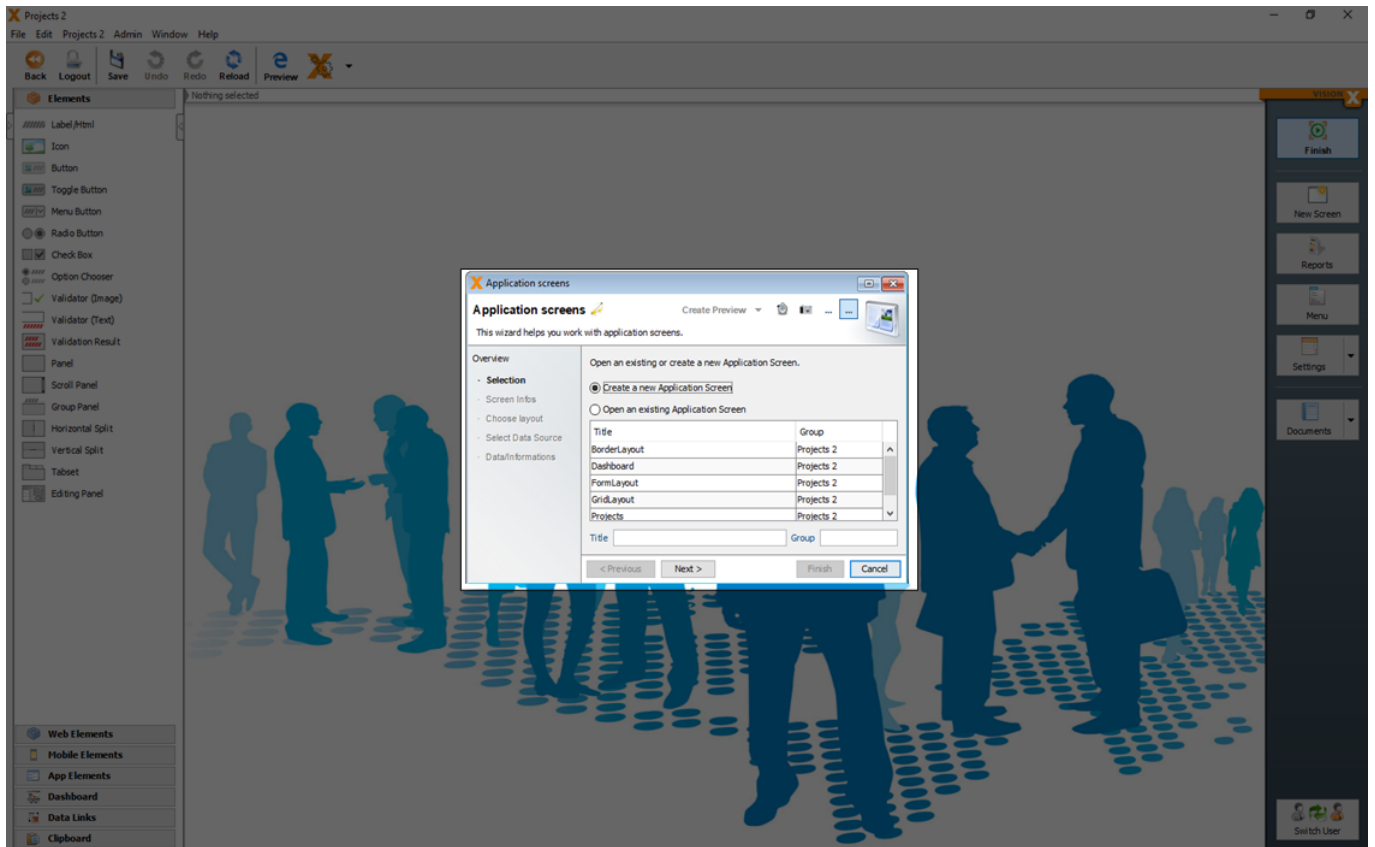 Projects 2
File Edit Projects 2 Admin Window Help
Back Logout Save Undo Redo Reload Preview
Elements
Nothing selected
VISION X
Label/Html
Icon
Button
Toggle Button
Menu Button
Radio Button
Check Box
Option Chooser
Validator (Image)
Validator (Text)
Validation Result
Panel
Scroll Panel
Group Panel
Horizontal Split
Vertical Split
Tabset
Editing Panel
Web Elements
Mobile Elements
App Elements
Dashboard
Data Links
Clipboard
Application screens
Application screens Create Preview ... ...
This wizard helps you work with application screens.
Overview
- Selection
- Screen Infos
- Choose layout
- Select Data Source
- Data/Informations
Open an existing or create a new Application Screen.
Create a new Application Screen
Open an existing Application Screen
Title Group
BorderLayout Projects 2
Dashboard Projects 2
FormLayout Projects 2
GridLayout Projects 2
Projects Projects 2
Title Group
< Previous Next > Finish Cancel
Finish
New Screen
Reports
Menu
Settings
Documents
Switch User